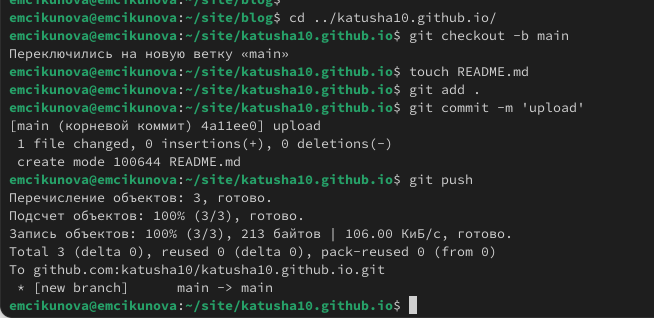 emcikunova@emcikunova:~/site/blog$
emcikunova@emcikunova:~/site/blog$ cd ../katusha10.github.io/
emcikunova@emcikunova:~/site/katusha10.github.io$ git checkout -b main
Переключились на новую ветку «main»
emcikunova@emcikunova:~/site/katusha10.github.io$ touch README.md
emcikunova@emcikunova:~/site/katusha10.github.io$ git add .
emcikunova@emcikunova:~/site/katusha10.github.io$ git commit -m 'upload'
[main (корневой коммит) 4a11ee0] upload
 1 file changed, 0 insertions(+), 0 deletions(-)
 create mode 100644 README.md
emcikunova@emcikunova:~/site/katusha10.github.io$ git push
Перечисление объектов: 3, готово.
Подсчет объектов: 100% (3/3), готово.
Запись объектов: 100% (3/3), 213 байтов | 106.00 КиБ/с, готово.
Total 3 (delta 0), reused 0 (delta 0), pack-reused 0 (from 0)
To github.com:katusha10/katusha10.github.io.git
 * [new branch]      main -> main
emcikunova@emcikunova:~/site/katusha10.github.io$